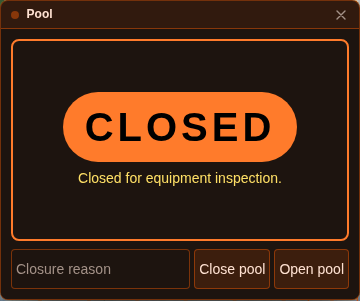 Pool
CLOSED
Closed for equipment inspection.
Closure reason
Close pool
Open pool